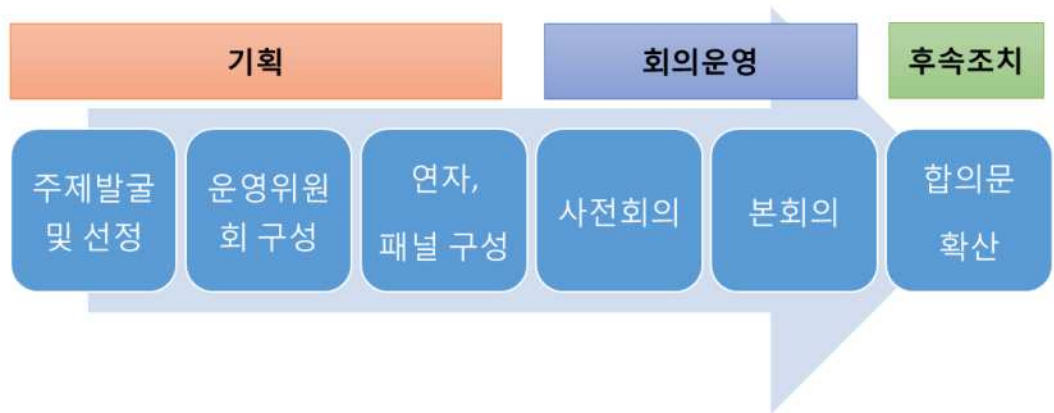 기획
회의운영
후속조치
주제발굴
및 선정
운영위원
회 구성
연자,
패널 구성
사전회의
본회의
합의문
확산